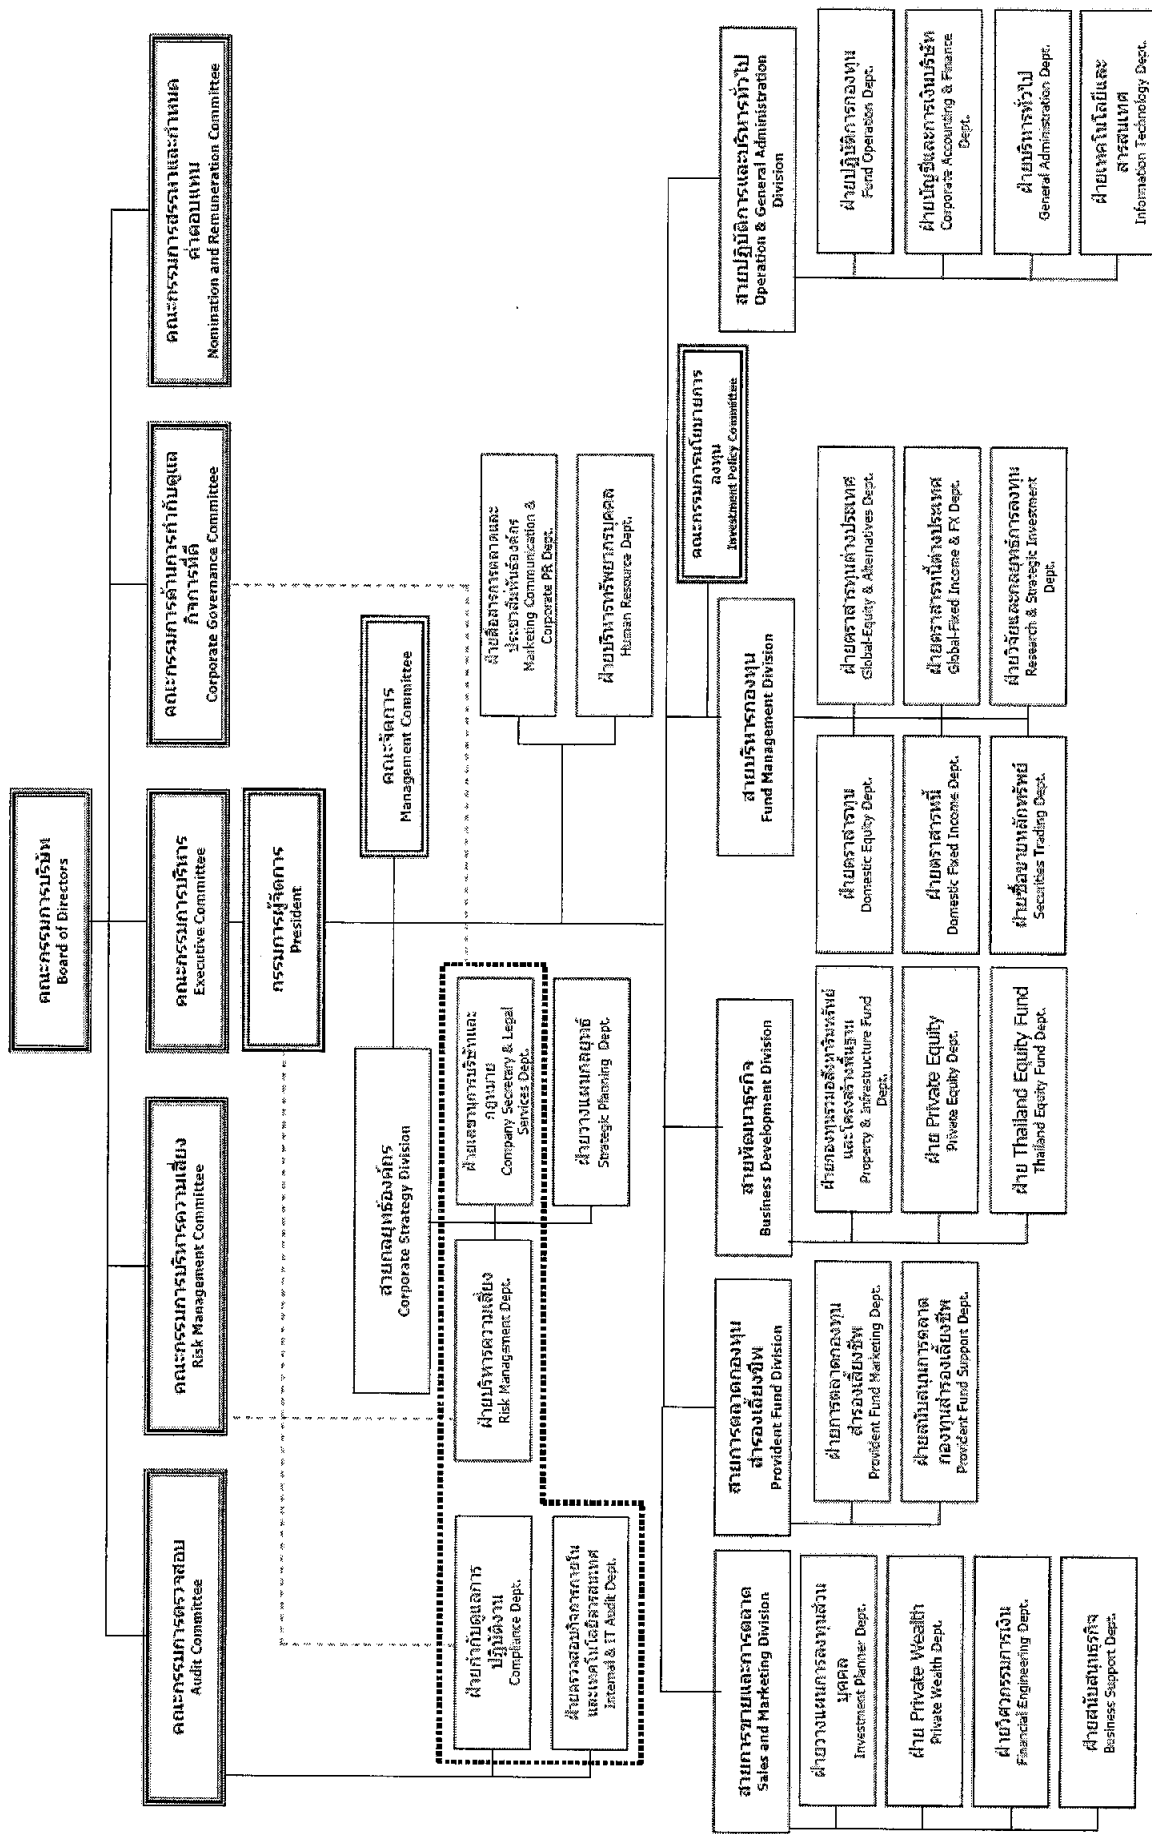 คณะกรรมการบริษัท
Board of Directors
คณะกรรมการตรวจสอบ
Audit Committee
คณะกรรมการบริหารความเสี่ยง
Risk Management Committee
คณะกรรมการบริหาร
Executive Committee
คณะกรรมการด้านการกำกับดูแล
กิจการที่ดี
Corporate Governance Committee
คณะกรรมการสรรหาและกำหนด
ค่าตอบแทน
Nomination and Remuneration Committee
กรรมการผู้จัดการ
President
สายกลยุทธ์องค์กร
Corporate Strategy Division
คณะจัดการ
Management Committee
ฝ่ายกำกับดูแลการ
ปฏิบัติงาน
Compliance Dept.
ฝ่ายตรวจสอบกิจการภายใน
และเทคโนโลยีสารสนเทศ
Internal & IT Audit Dept.
ฝ่ายบริหารความเสี่ยง
Risk Management Dept.
ฝ่ายเลขานุการบริษัทและ
กฎหมาย
Company Secretary & Legal
Services Dept.
ฝ่ายวางแผนกลยุทธ์
Strategic Planning Dept.
ฝ่ายสื่อสารการตลาดและ
ประชาสัมพันธ์องค์กร
Marketing Communication &
Corporate PR Dept.
ฝ่ายบริหารทรัพยากรบุคคล
Human Resource Dept.
คณะกรรมการนโยบายการ
ลงทุน
Investment Policy Committee
สายการขายและการตลาด
Sales and Marketing Division
ฝ่ายวางแผนการลงทุนส่วน
บุคคล
Investment Planner Dept.
ฝ่าย Private Wealth
Private Wealth Dept.
ฝ่ายวิศวกรรมการเงิน
Financial Engineering Dept.
ฝ่ายสนับสนุนธุรกิจ
Business Support Dept.
สายการตลาดกองทุน
สำรองเลี้ยงชีพ
Provident Fund Division
ฝ่ายการตลาดกองทุน
สำรองเลี้ยงชีพ
Provident Fund Marketing Dept.
ฝ่ายสนับสนุนการตลาด
กองทุนสำรองเลี้ยงชีพ
Provident Fund Support Dept.
สายพัฒนาธุรกิจ
Business Development Division
ฝ่ายกองทุนรวมอสังหาริมทรัพย์
และโครงสร้างพื้นฐาน
Property & Infrastructure Fund
Dept.
ฝ่าย Private Equity
Private Equity Dept.
ฝ่าย Thailand Equity Fund
Thailand Equity Fund Dept.
สายบริหารกองทุน
Fund Management Division
ฝ่ายตราสารทุน
Domestic Equity Dept.
ฝ่ายตราสารหนี้
Domestic Fixed Income Dept.
ฝ่ายซื้อขายหลักทรัพย์
Securities Trading Dept.
ฝ่ายตราสารทุนต่างประเทศ
Global-Equity & Alternatives Dept.
ฝ่ายตราสารหนี้ต่างประเทศ
Global-Fixed Income & FX Dept.
ฝ่ายวิจัยและกลยุทธ์การลงทุน
Research & Strategic Investment
Dept.
สายปฏิบัติการและบริหารทั่วไป
Operation & General Administration
Division
ฝ่ายปฏิบัติการกองทุน
Fund Operation Dept.
ฝ่ายบัญชีและการเงินบริษัท
Corporate Accounting & Finance
Dept.
ฝ่ายบริหารทั่วไป
General Administration Dept.
ฝ่ายเทคโนโลยีและ
สารสนเทศ
Information Technology Dept.